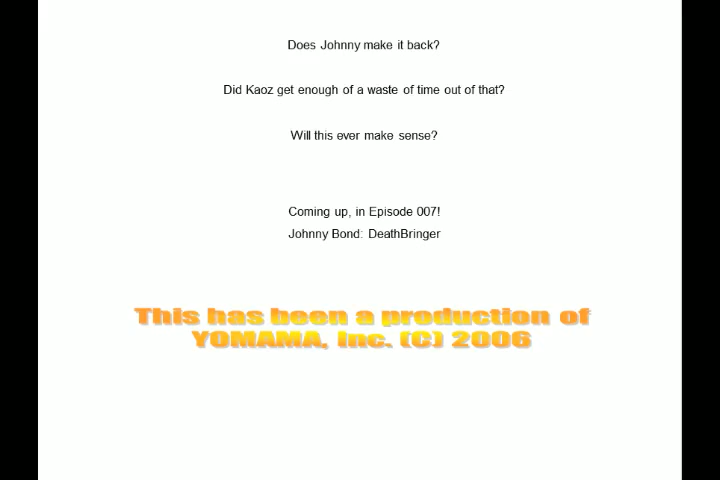 Does Johnny make it back?
Did Kaoz get enough of a waste of time out of that?
Will this ever make sense?
Coming up, in Episode 007!
Johnny Bond: DeathBringer
This has been a production of
YOMAMA, Inc. (C) 2006